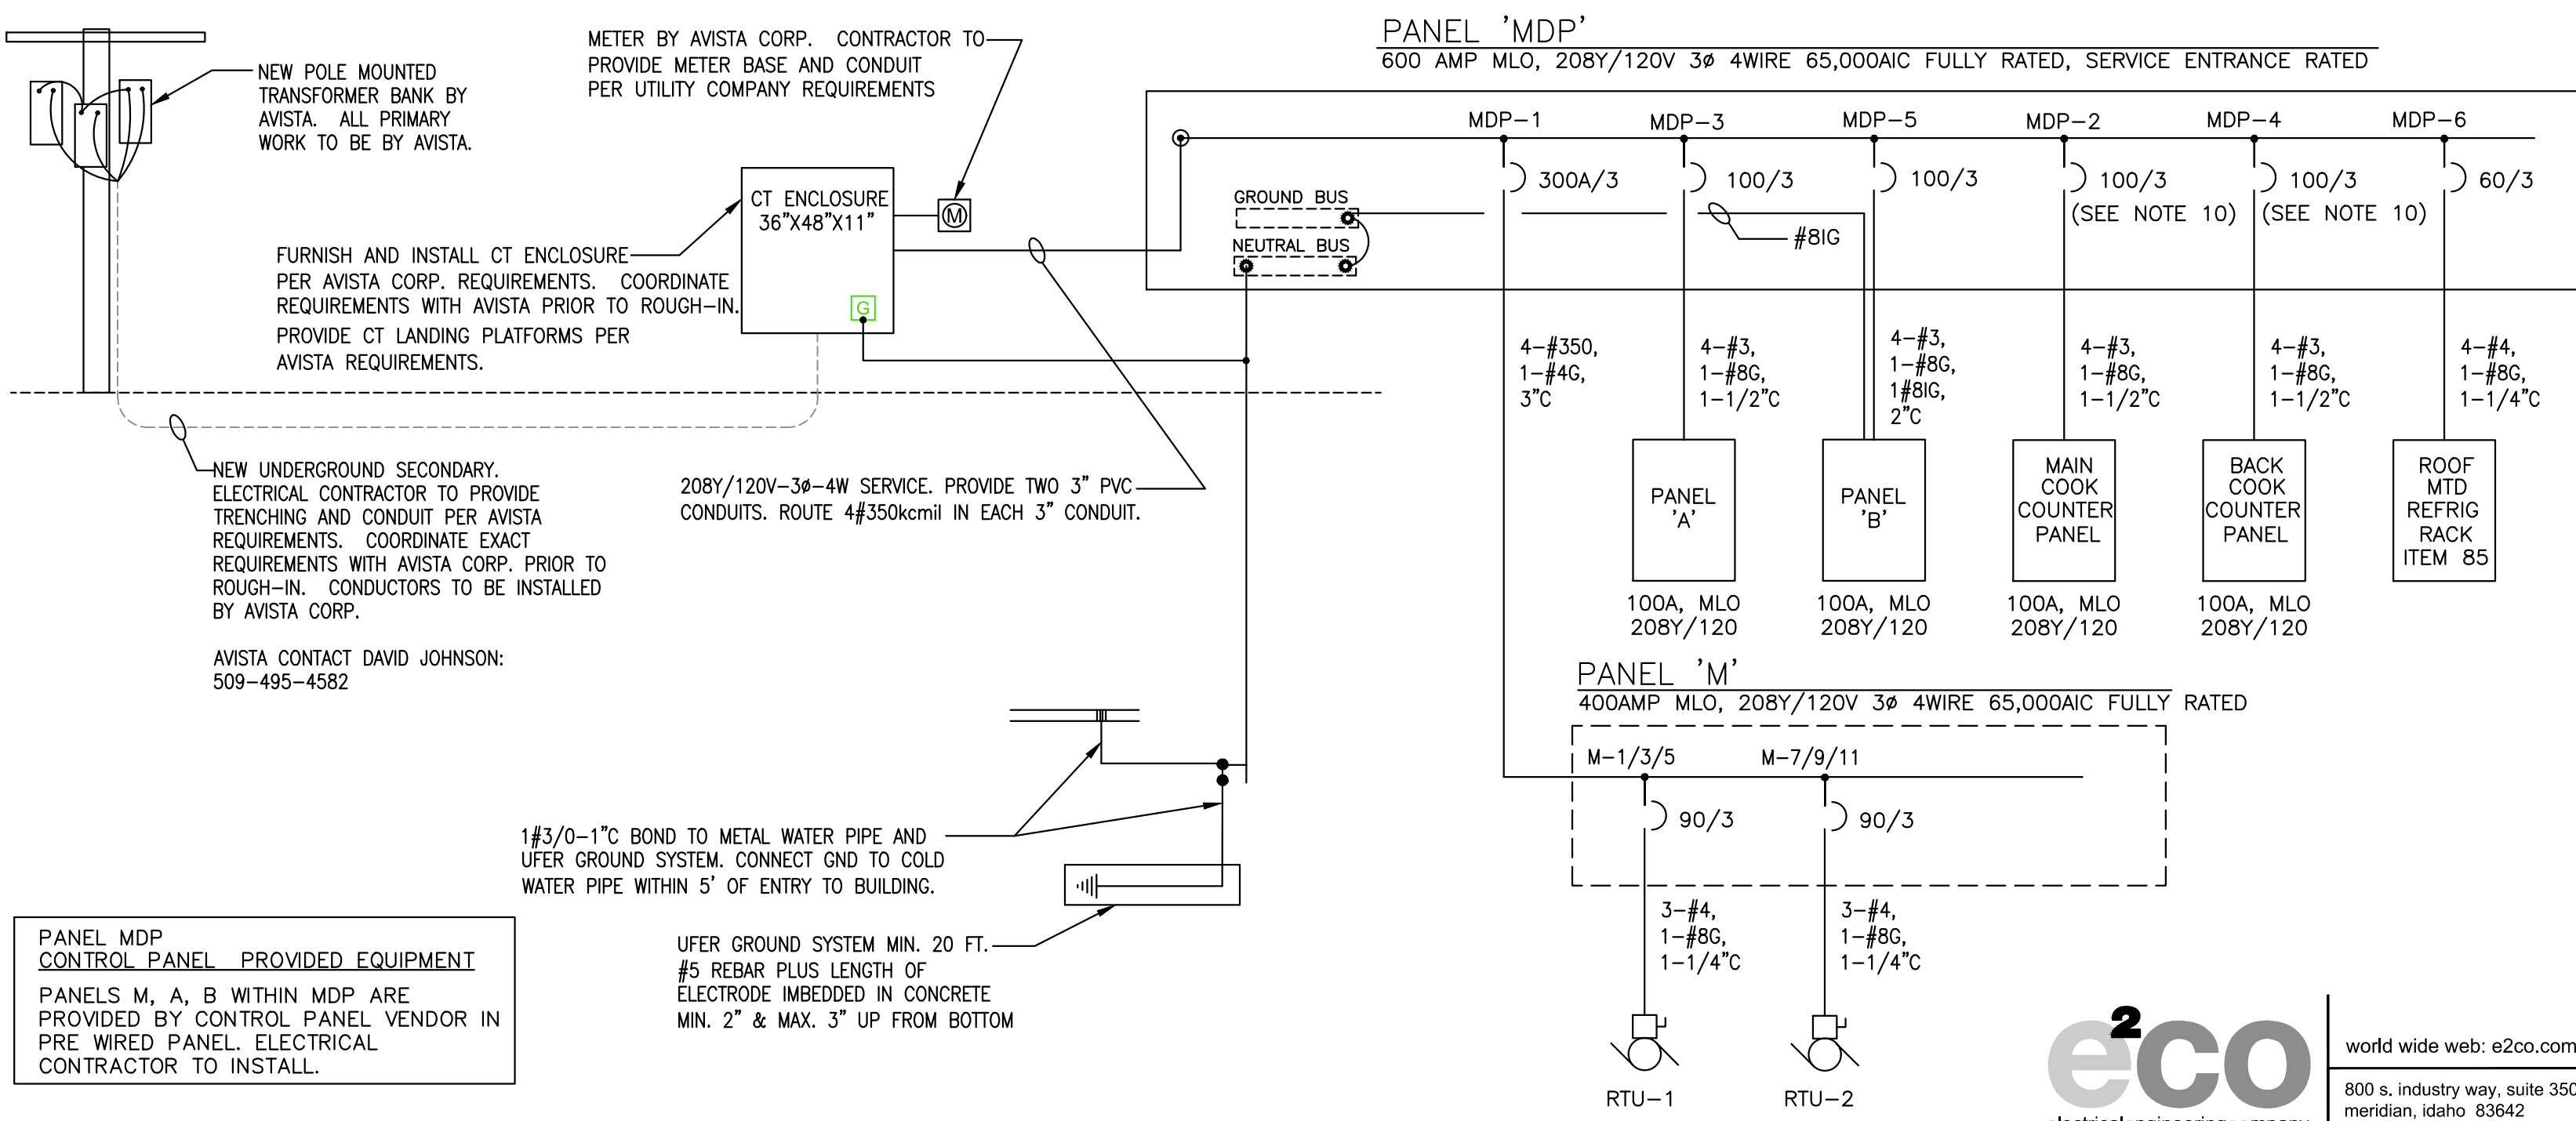 NEW POLE MOUNTED
TRANSFORMER BANK BY
AVISTA. ALL PRIMARY
WORK TO BE BY AVISTA.
METER BY AVISTA CORP. CONTRACTOR TO
PROVIDE METER BASE AND CONDUIT
PER UTILITY COMPANY REQUIREMENTS
CT ENCLOSURE
36"X48"X11"
M
G
FURNISH AND INSTALL CT ENCLOSURE
PER AVISTA CORP. REQUIREMENTS. COORDINATE
REQUIREMENTS WITH AVISTA PRIOR TO ROUGH-IN.
PROVIDE CT LANDING PLATFORMS PER
AVISTA REQUIREMENTS.
NEW UNDERGROUND SECONDARY.
ELECTRICAL CONTRACTOR TO PROVIDE
TRENCHING AND CONDUIT PER AVISTA
REQUIREMENTS. COORDINATE EXACT
REQUIREMENTS WITH AVISTA CORP. PRIOR TO
ROUGH-IN. CONDUCTORS TO BE INSTALLED
BY AVISTA CORP.
AVISTA CONTACT DAVID JOHNSON:
509-495-4582
208Y/120V-3ø-4W SERVICE. PROVIDE TWO 3" PVC
CONDUITS. ROUTE 4#350kcmil IN EACH 3" CONDUIT.
PANEL 'MDP'
600 AMP MLO, 208Y/120V 3ø 4WIRE 65,000AIC FULLY RATED, SERVICE ENTRANCE RATED
MDP-1
MDP-3
MDP-5
MDP-2
MDP-4
MDP-6
300A/3
100/3
100/3
100/3
(SEE NOTE 10)
100/3
(SEE NOTE 10)
60/3
GROUND BUS
NEUTRAL BUS
#8IG
4-#350,
1-#4G,
3"C
4-#3,
1-#8G,
1-1/2"C
4-#3,
1-#8G,
1#8IG,
2"C
4-#3,
1-#8G,
1-1/2"C
4-#3,
1-#8G,
1-1/2"C
4-#4,
1-#8G,
1-1/4"C
PANEL
'A'
100A, MLO
208Y/120
PANEL
'B'
100A, MLO
208Y/120
MAIN
COOK
COUNTER
PANEL
100A, MLO
208Y/120
BACK
COOK
COUNTER
PANEL
100A, MLO
208Y/120
ROOF
MTD
REFRIG
RACK
ITEM 85
PANEL 'M'
400AMP MLO, 208Y/120V 3ø 4WIRE 65,000AIC FULLY RATED
M-1/3/5
M-7/9/11
90/3
90/3
3-#4,
1-#8G,
1-1/4"C
3-#4,
1-#8G,
1-1/4"C
RTU-1
RTU-2
1#3/0-1"C BOND TO METAL WATER PIPE AND
UFER GROUND SYSTEM. CONNECT GND TO COLD
WATER PIPE WITHIN 5' OF ENTRY TO BUILDING.
UFER GROUND SYSTEM MIN. 20 FT.
#5 REBAR PLUS LENGTH OF
ELECTRODE IMBEDDED IN CONCRETE
MIN. 2" & MAX. 3" UP FROM BOTTOM
PANEL MDP
CONTROL PANEL PROVIDED EQUIPMENT
PANELS M, A, B WITHIN MDP ARE
PROVIDED BY CONTROL PANEL VENDOR IN
PRE WIRED PANEL. ELECTRICAL
CONTRACTOR TO INSTALL.
e²co
world wide web: e2co.com
800 s. industry way, suite 350
meridian, idaho 83642